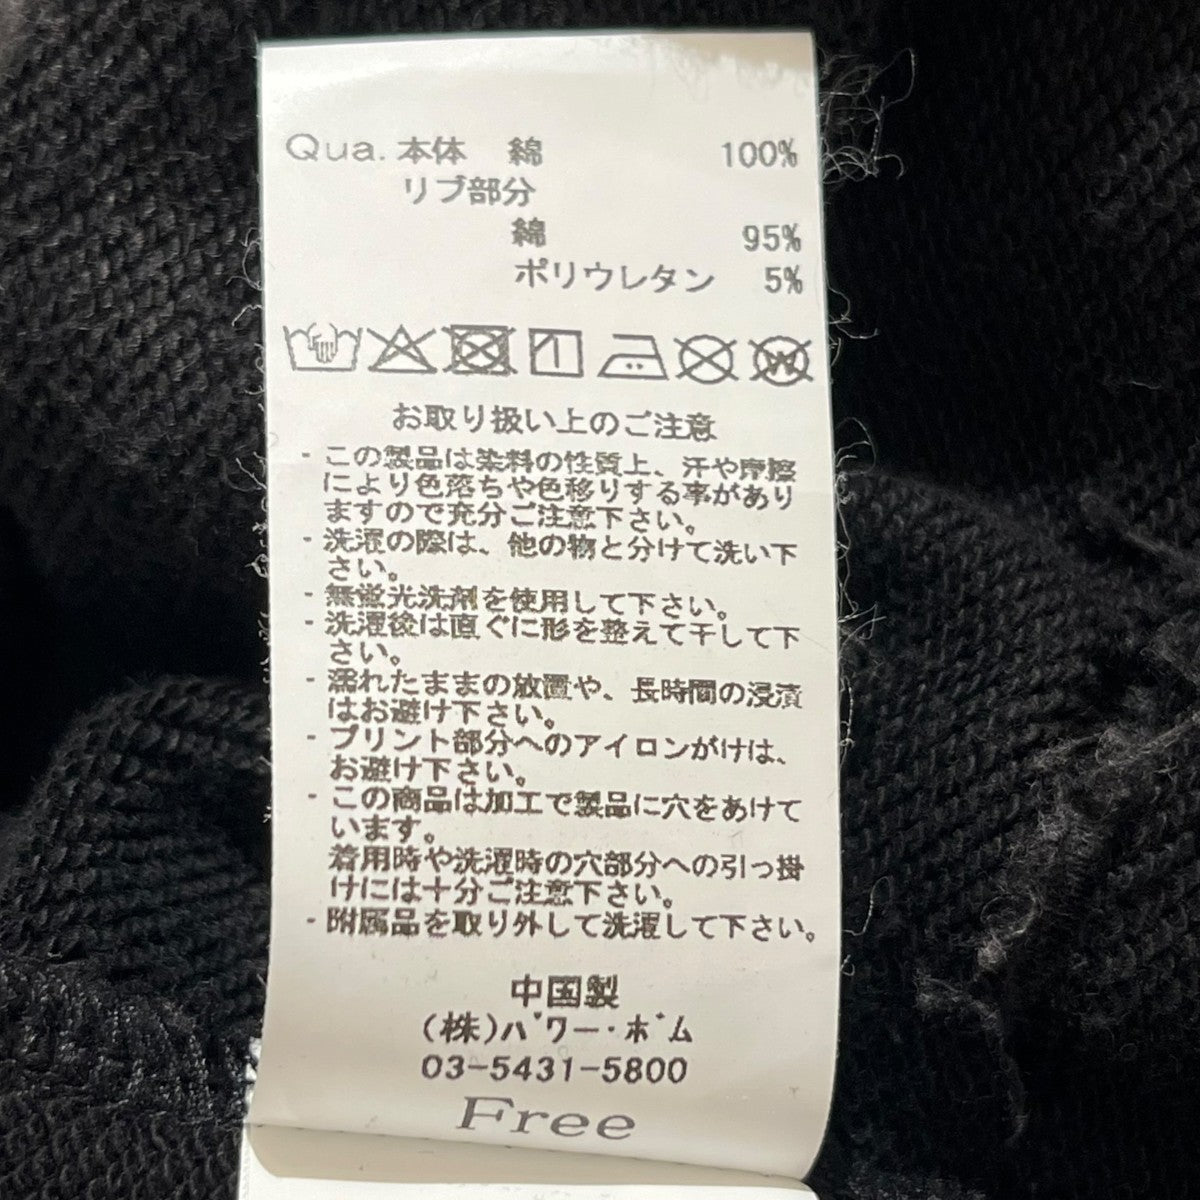 Qua. 本体 綿 100%
リブ部分
綿 95%
ポリウレタン 5%
お取り扱い上のご注意
- この製品は染料の性質上、汗や摩擦
により色落ちや色移りする事があり
ますので充分ご注意下さい。
- 洗濯の際は、他の物と分けて洗い下
さい。
- 無蛍光洗剤を使用して下さい。
- 洗濯後は直ぐに形を整えて干して下
さい。
- 濡れたままの放置や、長時間の浸漬
はお避け下さい。
- プリント部分へのアイロンがけは、
お避け下さい。
- この商品は加工で製品に穴をあけて
います。
着用時や洗濯時の穴部分への引っ掛
けには十分ご注意下さい。
- 附属品を取り外して洗濯して下さい。
中国製
(株)パワー・ボム
03-5431-5800
Free